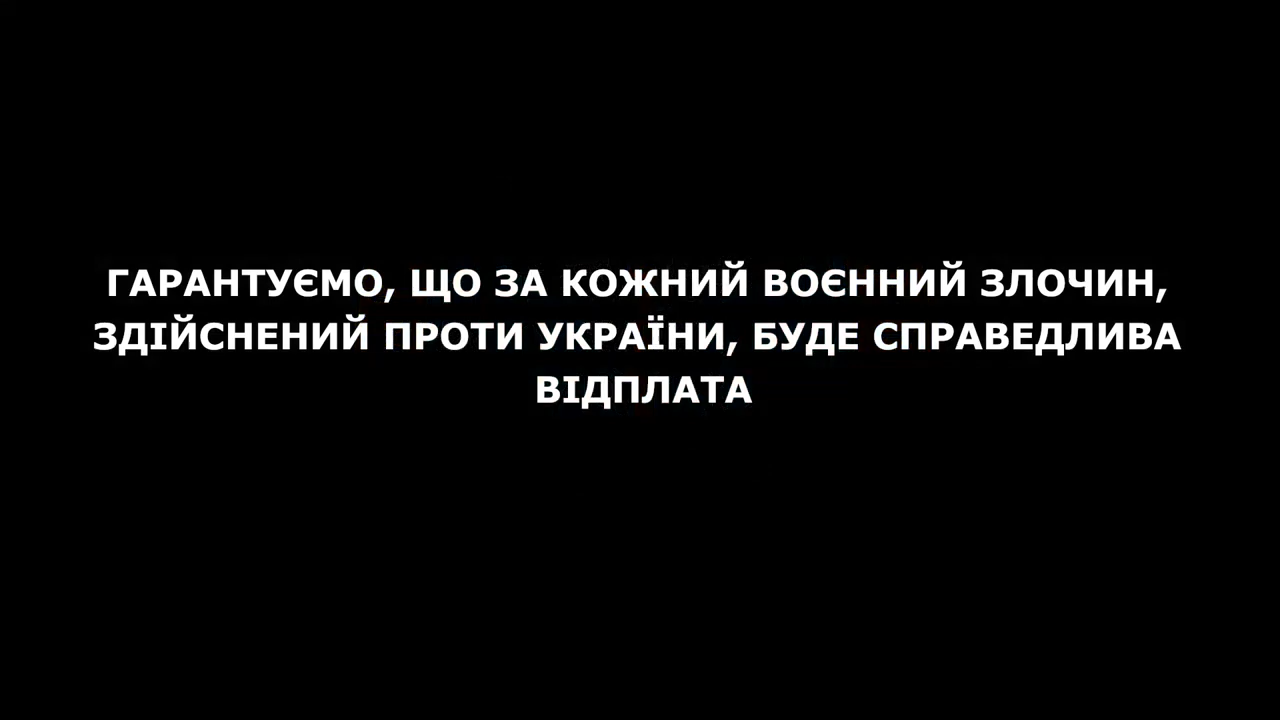 ГАРАНТУЄМО, ЩО ЗА КОЖНИЙ ВОЄННИЙ ЗЛОЧИН,
ЗДІЙСНЕНИЙ ПРОТИ УКРАЇНИ, БУДЕ СПРАВЕДЛИВА
ВІДПЛАТА